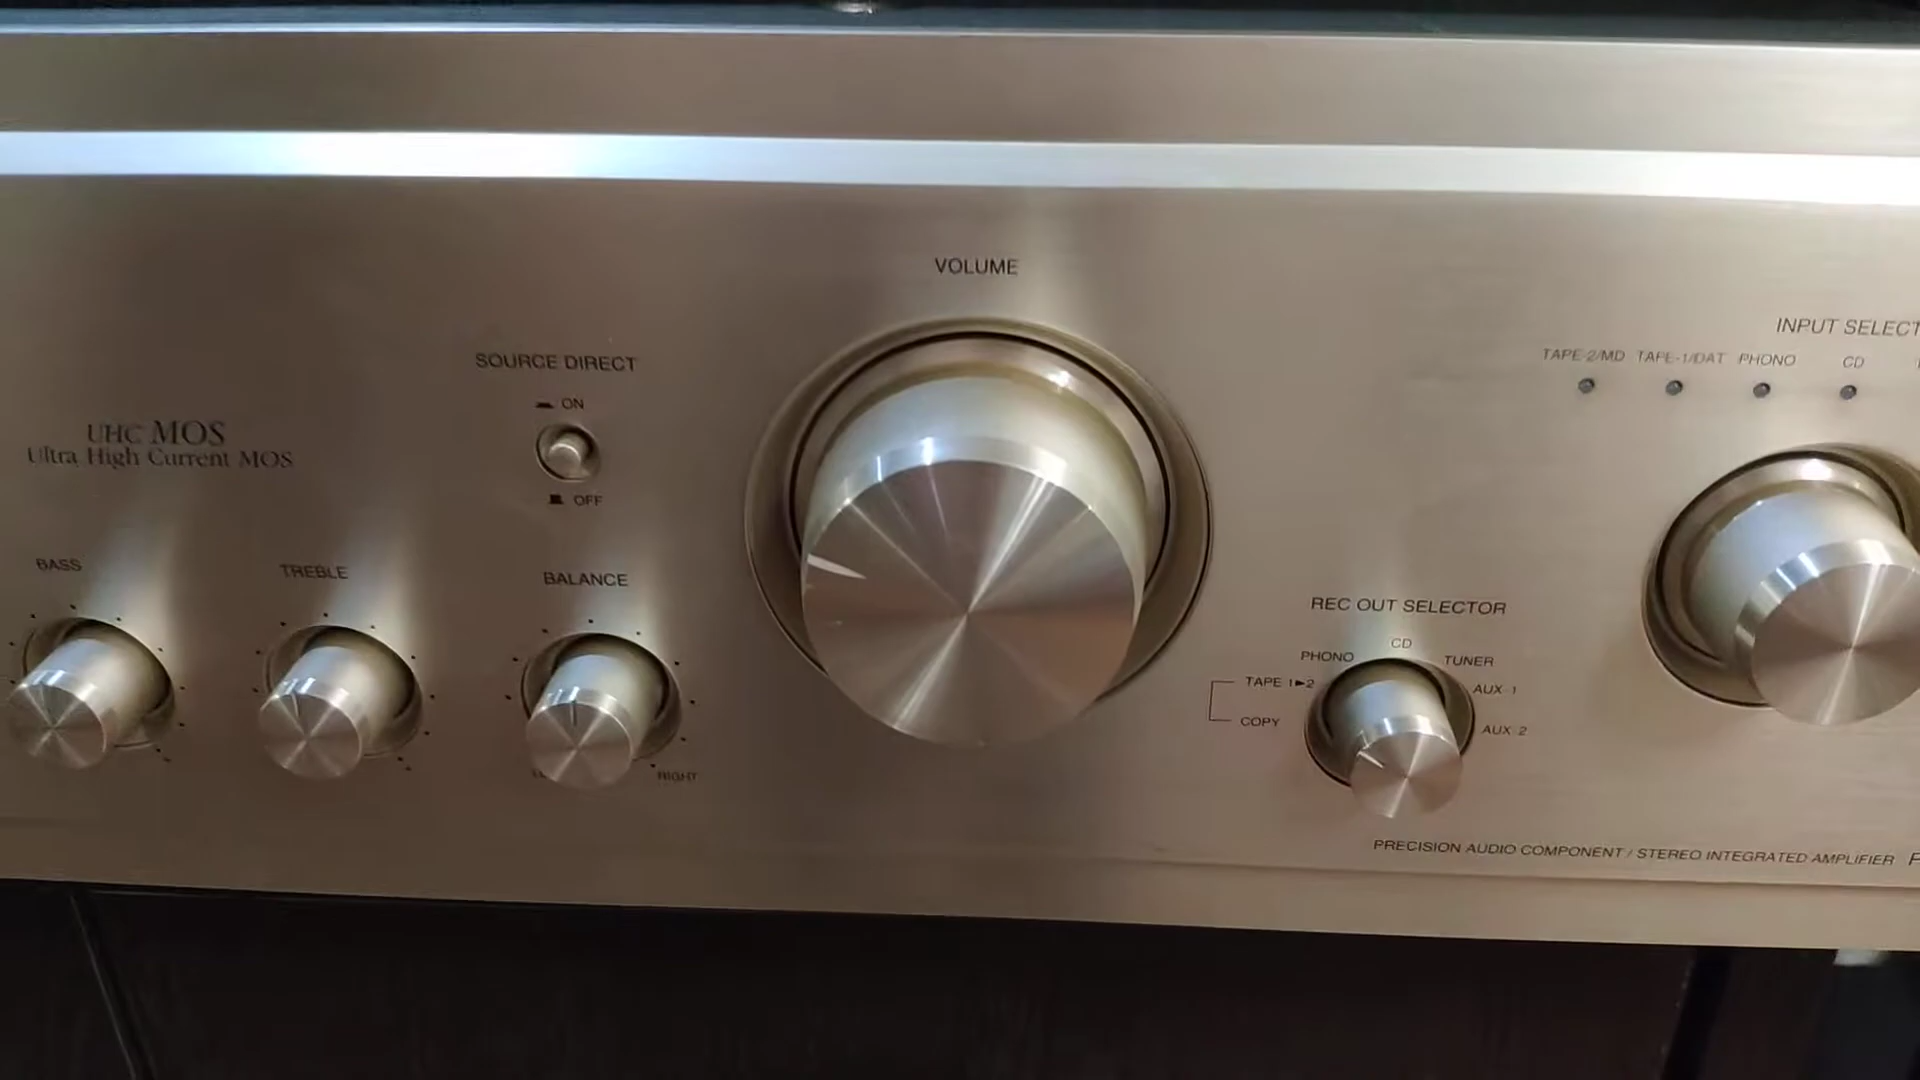 VOLUME
INPUT SELECT
TAPE-2/MD TAPE-1/DAT PHONO CD
SOURCE DIRECT
ON
OFF
UHC MOS
Ultra High Current MOS
BASS
TREBLE
BALANCE
RIGHT
REC OUT SELECTOR
CD
PHONO
TUNER
TAPE 1▶2
AUX-1
COPY
AUX-2
PRECISION AUDIO COMPONENT / STEREO INTEGRATED AMPLIFIER